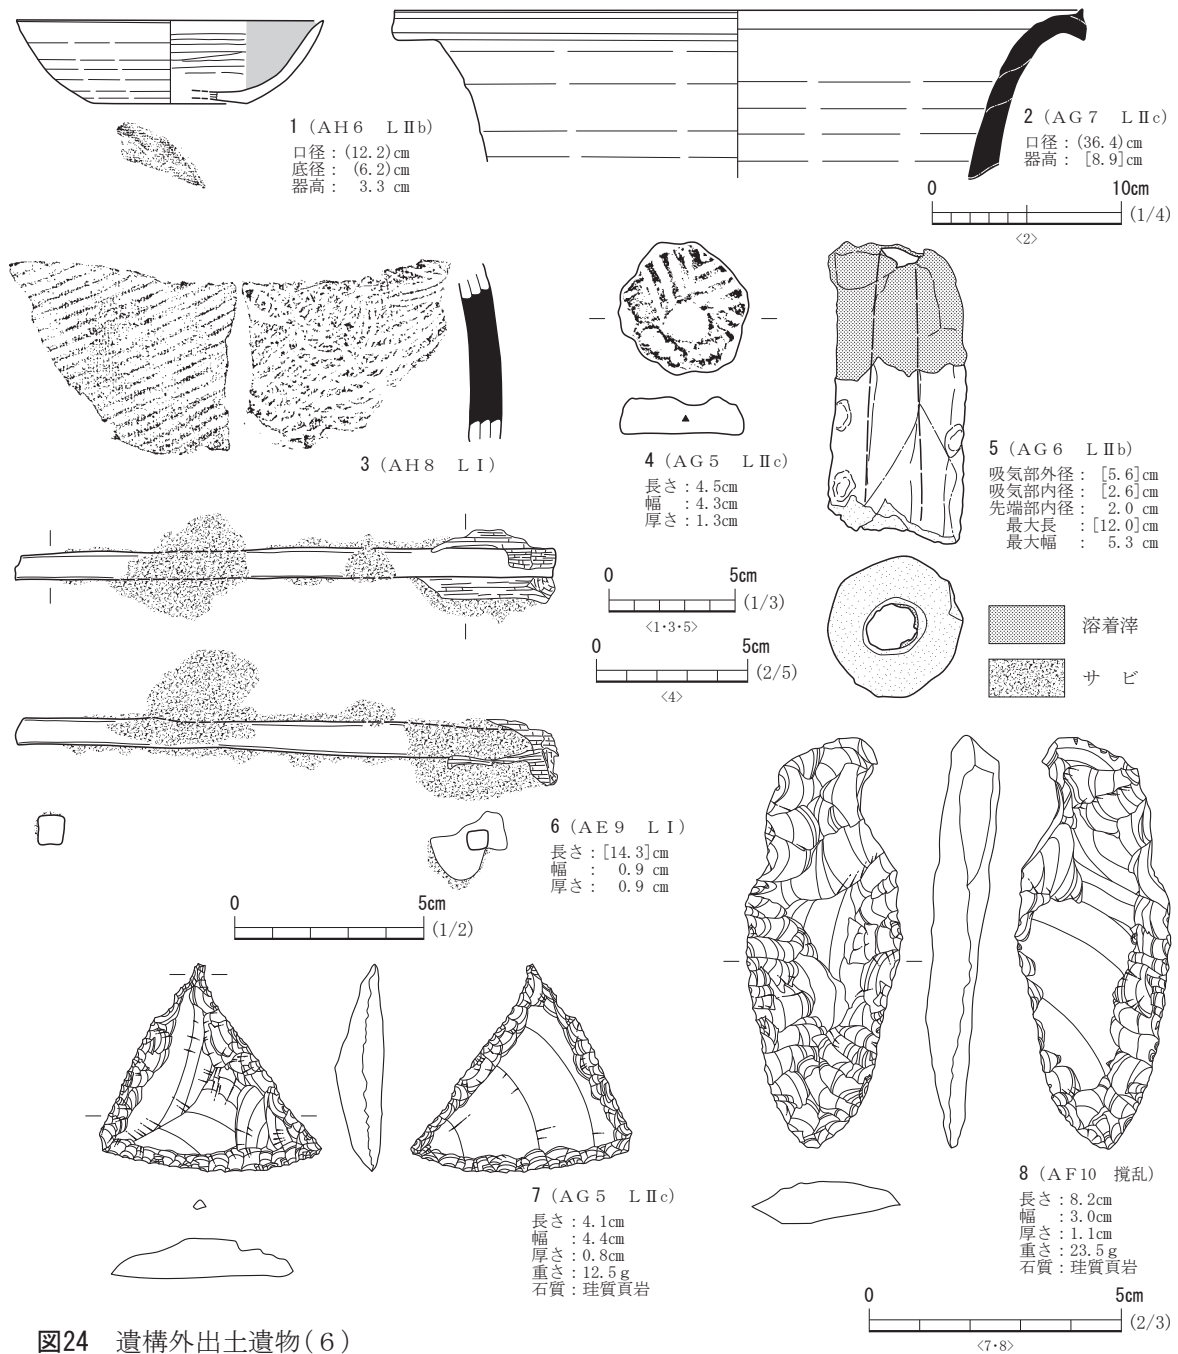 1（AH6　LⅡb）
口径：(12.2)cm
底径： (6.2)cm
器高：　3.3 cm
2（AG7　LⅡc）
口径：(36.4)cm
器高： [8.9]cm
0　10cm
(1/4)
<2>
3（AH8　LⅠ）
4（AG5　LⅡc）
長さ：4.5cm
幅　：4.3cm
厚さ：1.3cm
5（AG6　LⅡb）
吸気部外径： [5.6]cm
吸気部内径： [2.6]cm
先端部内径：　2.0 cm
最大長　：[12.0]cm
最大幅　：　5.3 cm
0　5cm
(1/3)
<1・3・5>
0　5cm
(2/5)
<4>
溶着滓
サ　ビ
6（AE9　LⅠ）
長さ：[14.3]cm
幅　：　0.9 cm
厚さ：　0.9 cm
0　5cm
(1/2)
7（AG5　LⅡc）
長さ：4.1cm
幅　：4.4cm
厚さ：0.8cm
重さ：12.5g
石質：珪質頁岩
8（AF10　撹乱）
長さ：8.2cm
幅　：3.0cm
厚さ：1.1cm
重さ：23.5g
石質：珪質頁岩
0　5cm
(2/3)
<7・8>
図24　遺構外出土遺物(６)